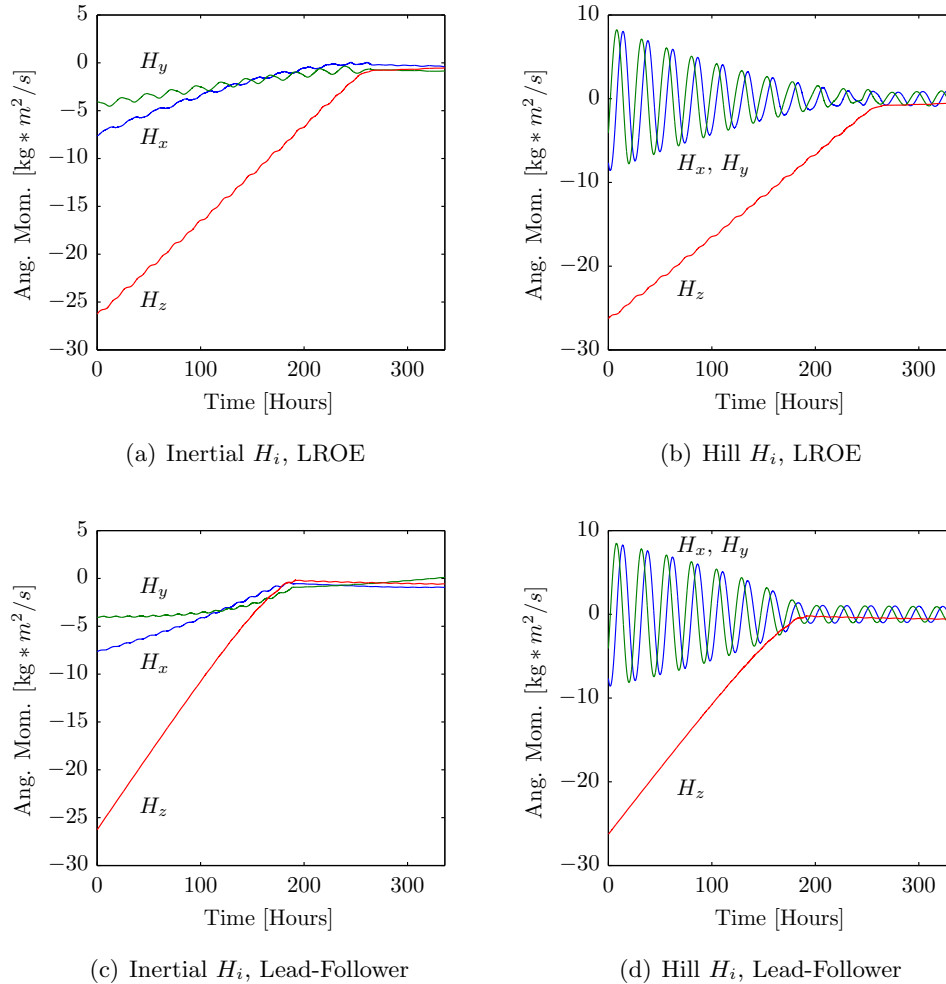 5
0
−5
−10
−15
−20
−25
−30
Ang. Mom. [kg ∗ m²/s]
H_y
H_x
H_z
0 100 200 300
Time [Hours]
(a) Inertial H_i, LROE
10
0
−10
−20
−30
Ang. Mom. [kg ∗ m²/s]
H_x, H_y
H_z
0 100 200 300
Time [Hours]
(b) Hill H_i, LROE
5
0
−5
−10
−15
−20
−25
−30
Ang. Mom. [kg ∗ m²/s]
H_y
H_x
H_z
0 100 200 300
Time [Hours]
(c) Inertial H_i, Lead-Follower
10
0
−10
−20
−30
Ang. Mom. [kg ∗ m²/s]
H_x, H_y
H_z
0 100 200 300
Time [Hours]
(d) Hill H_i, Lead-Follower